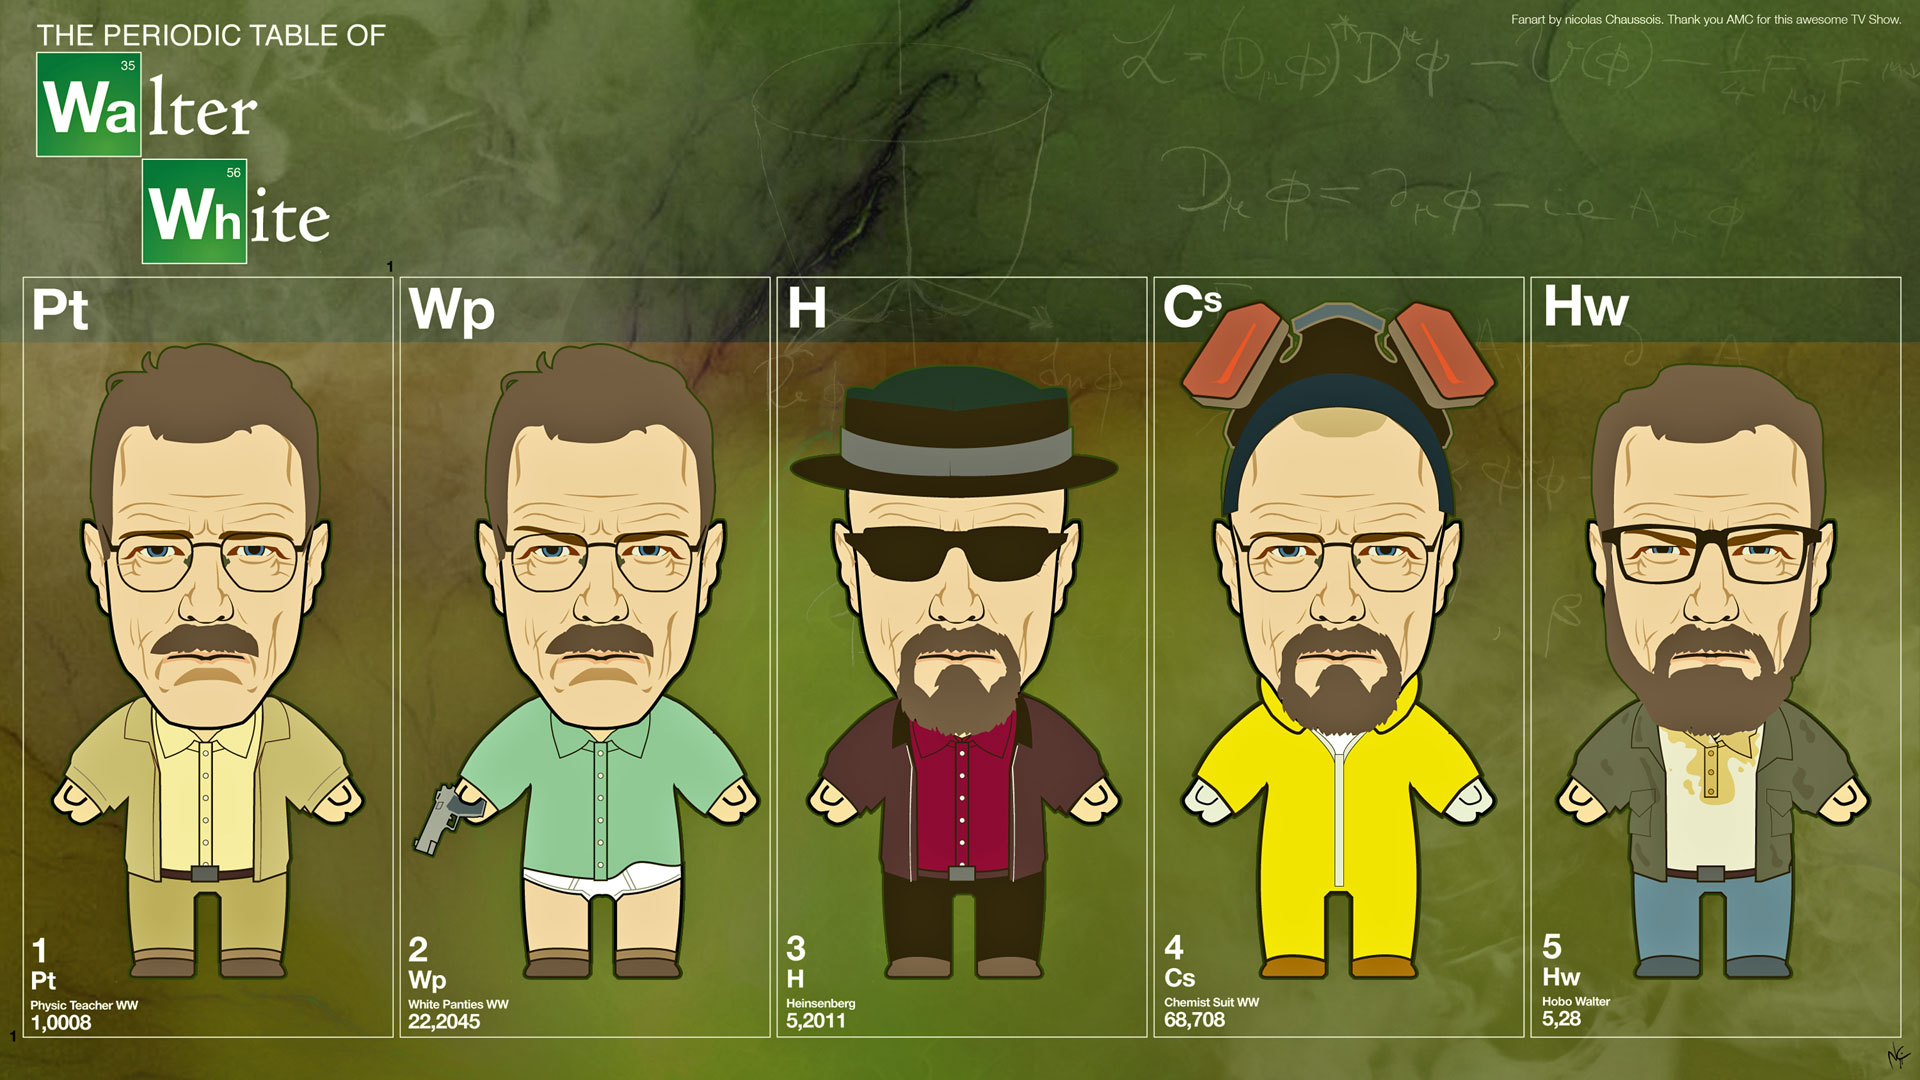 Fanart by nicolas Chaussois. Thank you AMC for this awesome TV Show.
THE PERIODIC TABLE OF
35
Walter
56
White
1
Pt
Wp
H
Cs
Hw
1
Pt
Physic Teacher WW
1,0008
2
Wp
White Panties WW
22,2045
3
H
Heinsenberg
5,2011
4
Cs
Chemist Suit WW
68,708
5
Hw
Hobo Walter
5,28
1